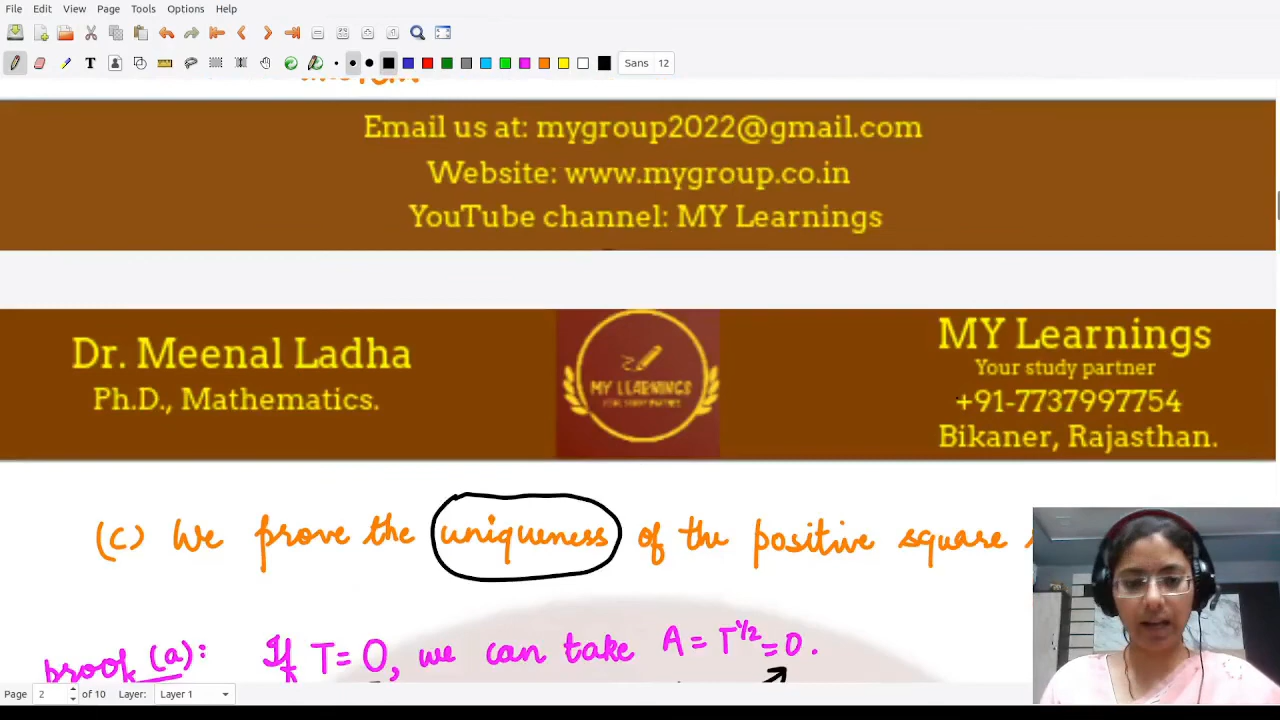 File Edit View Page Tools Options Help
Sans 12
Email us at: mygroup2022@gmail.com
Website: www.mygroup.co.in
YouTube channel: MY Learnings
Dr. Meenal Ladha
Ph.D., Mathematics.
MY LEARNINGS
MY Learnings
Your study partner
+91-7737997754
Bikaner, Rajasthan.
(c) We prove the uniqueness of the positive square
proof (a): If T=0, we can take A=T^½=0.
Page 2 of 10 Layer: Layer 1